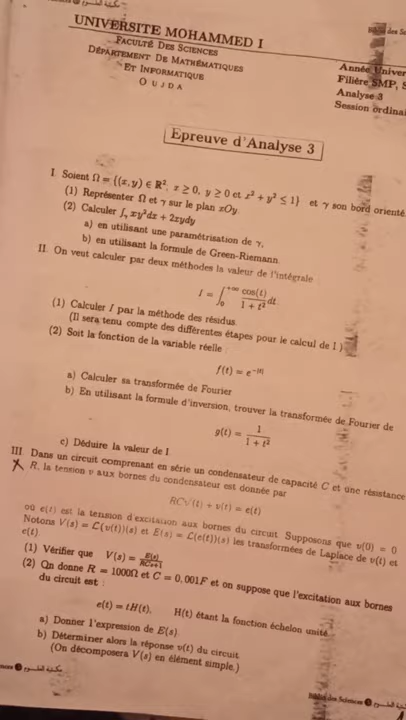 UNIVERSITE MOHAMMED I
FACULTÉ DES SCIENCES
DÉPARTEMENT DE MATHÉMATIQUES
ET INFORMATIQUE
OUJDA
Année Univer
Filière SMP, S
Analyse 3
Session ordina
Epreuve d'Analyse 3
I. Soient Ω = {(x, y) ∈ R², x ≥ 0, y ≥ 0 et x² + y² ≤ 1} et γ son bord orienté
(1) Représenter Ω et γ sur le plan xOy.
(2) Calculer ∫γ xy²dx + 2xydy
a) en utilisant une paramétrisation de γ,
b) en utilisant la formule de Green-Riemann.
II. On veut calculer par deux méthodes la valeur de l'intégrale
I = ∫₀^{+∞} cos(t)/(1 + t²) dt.
(1) Calculer I par la méthode des résidus.
(Il sera tenu compte des différentes étapes pour le calcul de I)
(2) Soit la fonction de la variable réelle :
f(t) = e^{-|t|}
a) Calculer sa transformée de Fourier
b) En utilisant la formule d'inversion, trouver la transformée de Fourier de
g(t) = 1/(1 + t²)
c) Déduire la valeur de I
III. Dans un circuit comprenant en série un condensateur de capacité C et une résistance
R, la tension v aux bornes du condensateur est donnée par
RCV'(t) + v(t) = e(t)
où e(t) est la tension d'excitation aux bornes du circuit. Supposons que v(0) = 0
Notons V(s) = L(v(t))(s) et E(s) = L(e(t))(s) les transformées de Laplace de v(t) et
e(t).
(1) Vérifier que V(s) = E(s)/(RCs+1)
(2) On donne R = 1000Ω et C = 0,001F et on suppose que l'excitation aux bornes
du circuit est :
e(t) = tH(t), H(t) étant la fonction échelon unité
a) Donner l'expression de E(s).
b) Déterminer alors la réponse v(t) du circuit
(On décomposera V(s) en élément simple.)